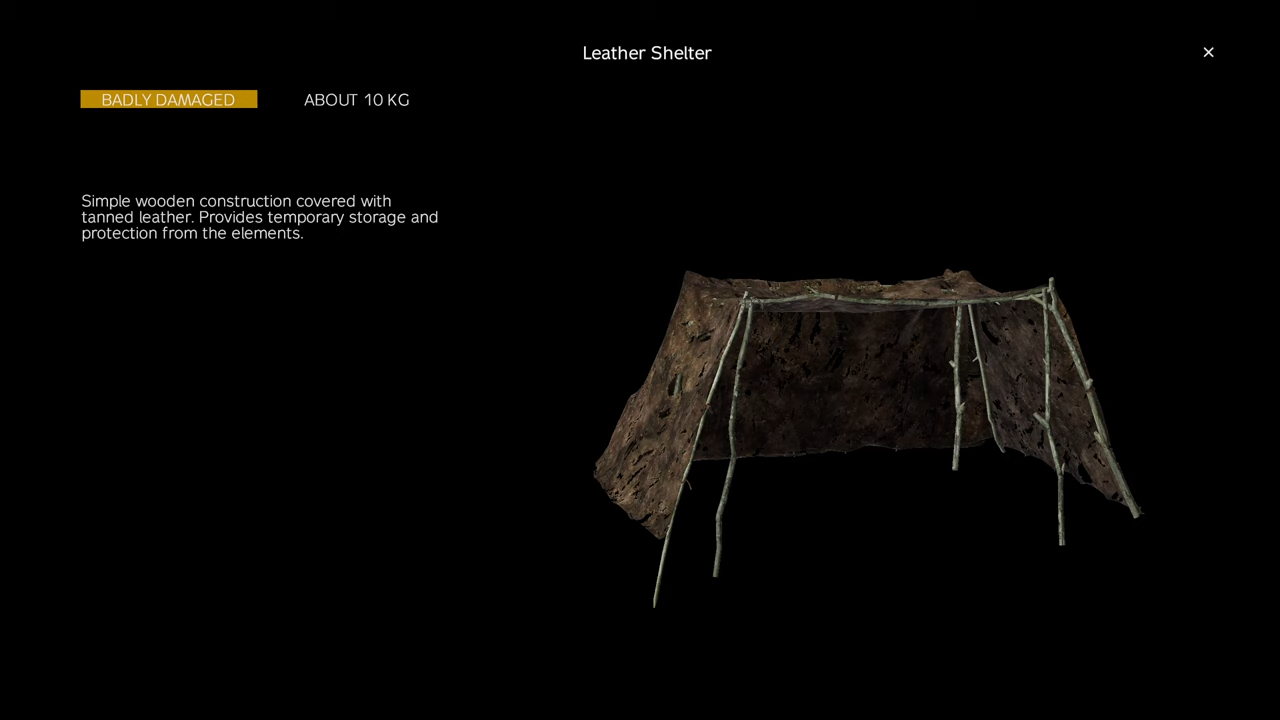 Leather Shelter
×
BADLY DAMAGED
ABOUT 10 KG
Simple wooden construction covered with
tanned leather. Provides temporary storage and
protection from the elements.